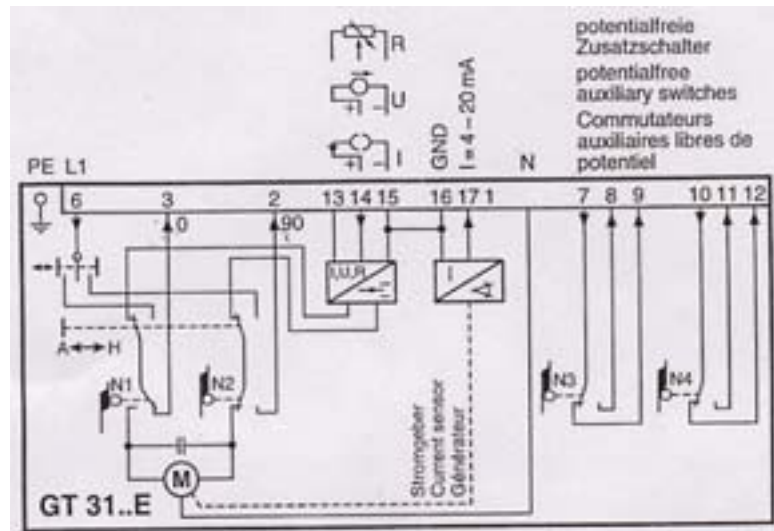 R
U
+ −
I
+ −
GND
I = 4 – 20 mA
N
potentialfreie
Zusatzschalter
potentialfree
auxiliary switches
Commutateurs
auxiliaires libres de
potentiel
PE L1
6 3 2 13 14 15 16 17 1 7 8 9 10 11 12
0 90
I,U,R
I
A H
N1 N2 N3 N4
M
Stromgeber
Current sensor
Générateur
GT 31..E